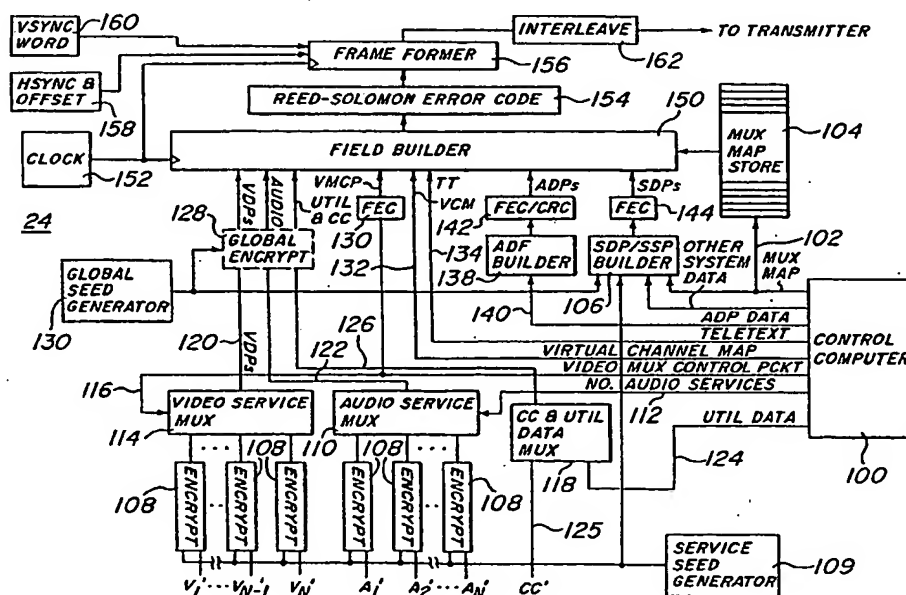 VSYNC WORD
160
INTERLEAVE
TO TRANSMITTER
162
FRAME FORMER
156
HSYNC & OFFSET
158
REED-SOLOMON ERROR CODE
154
150
MUX MAP STORE
104
CLOCK
152
FIELD BUILDER
24
VDPs
AUDIO
UTIL & CC
VMCP
VCM
TT
ADPs
SDPs
128
GLOBAL ENCRYPT
FEC
130
132
134
142
FEC/CRC
FEC
144
138
ADF BUILDER
SDP/SSP BUILDER
106
OTHER SYSTEM DATA
MUX MAP
102
GLOBAL SEED GENERATOR
130
120
VDPs
126
122
140
ADP DATA
TELETEXT
VIRTUAL CHANNEL MAP
VIDEO MUX CONTROL PCKT
NO. AUDIO SERVICES
112
UTIL DATA
CONTROL COMPUTER
100
116
VIDEO SERVICE MUX
114
AUDIO SERVICE MUX
110
CC & UTIL DATA MUX
118
124
125
108
ENCRYPT
...
ENCRYPT
108
ENCRYPT
108
ENCRYPT
ENCRYPT
...
ENCRYPT
108
V1' ... VN-1' VN' A1' A2' ... AN' CC'
SERVICE SEED GENERATOR
109